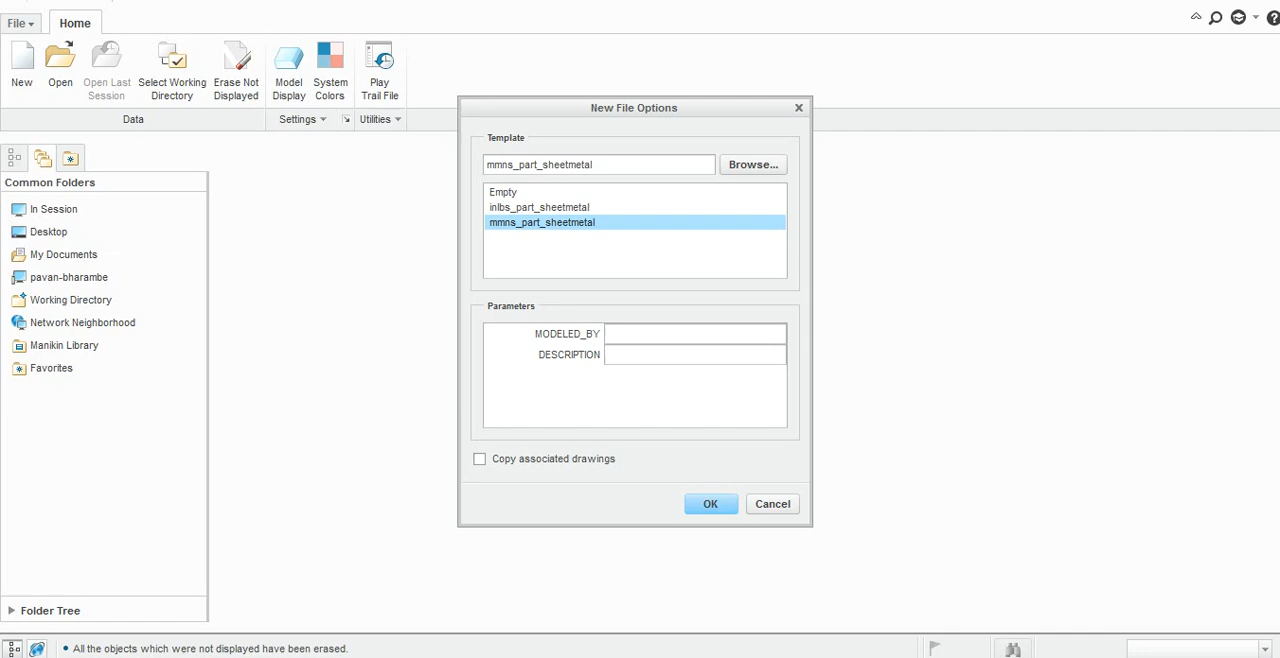 File
Home
New
Open
Open Last
Session
Select Working
Directory
Erase Not
Displayed
Model
Display
System
Colors
Play
Trail File
Data
Settings
Utilities
Common Folders
In Session
Desktop
My Documents
pavan-bharambe
Working Directory
Network Neighborhood
Manikin Library
Favorites
Folder Tree
New File Options
Template
mmns_part_sheetmetal
Browse...
Empty
inlbs_part_sheetmetal
mmns_part_sheetmetal
Parameters
MODELED_BY
DESCRIPTION
Copy associated drawings
OK
Cancel
All the objects which were not displayed have been erased.